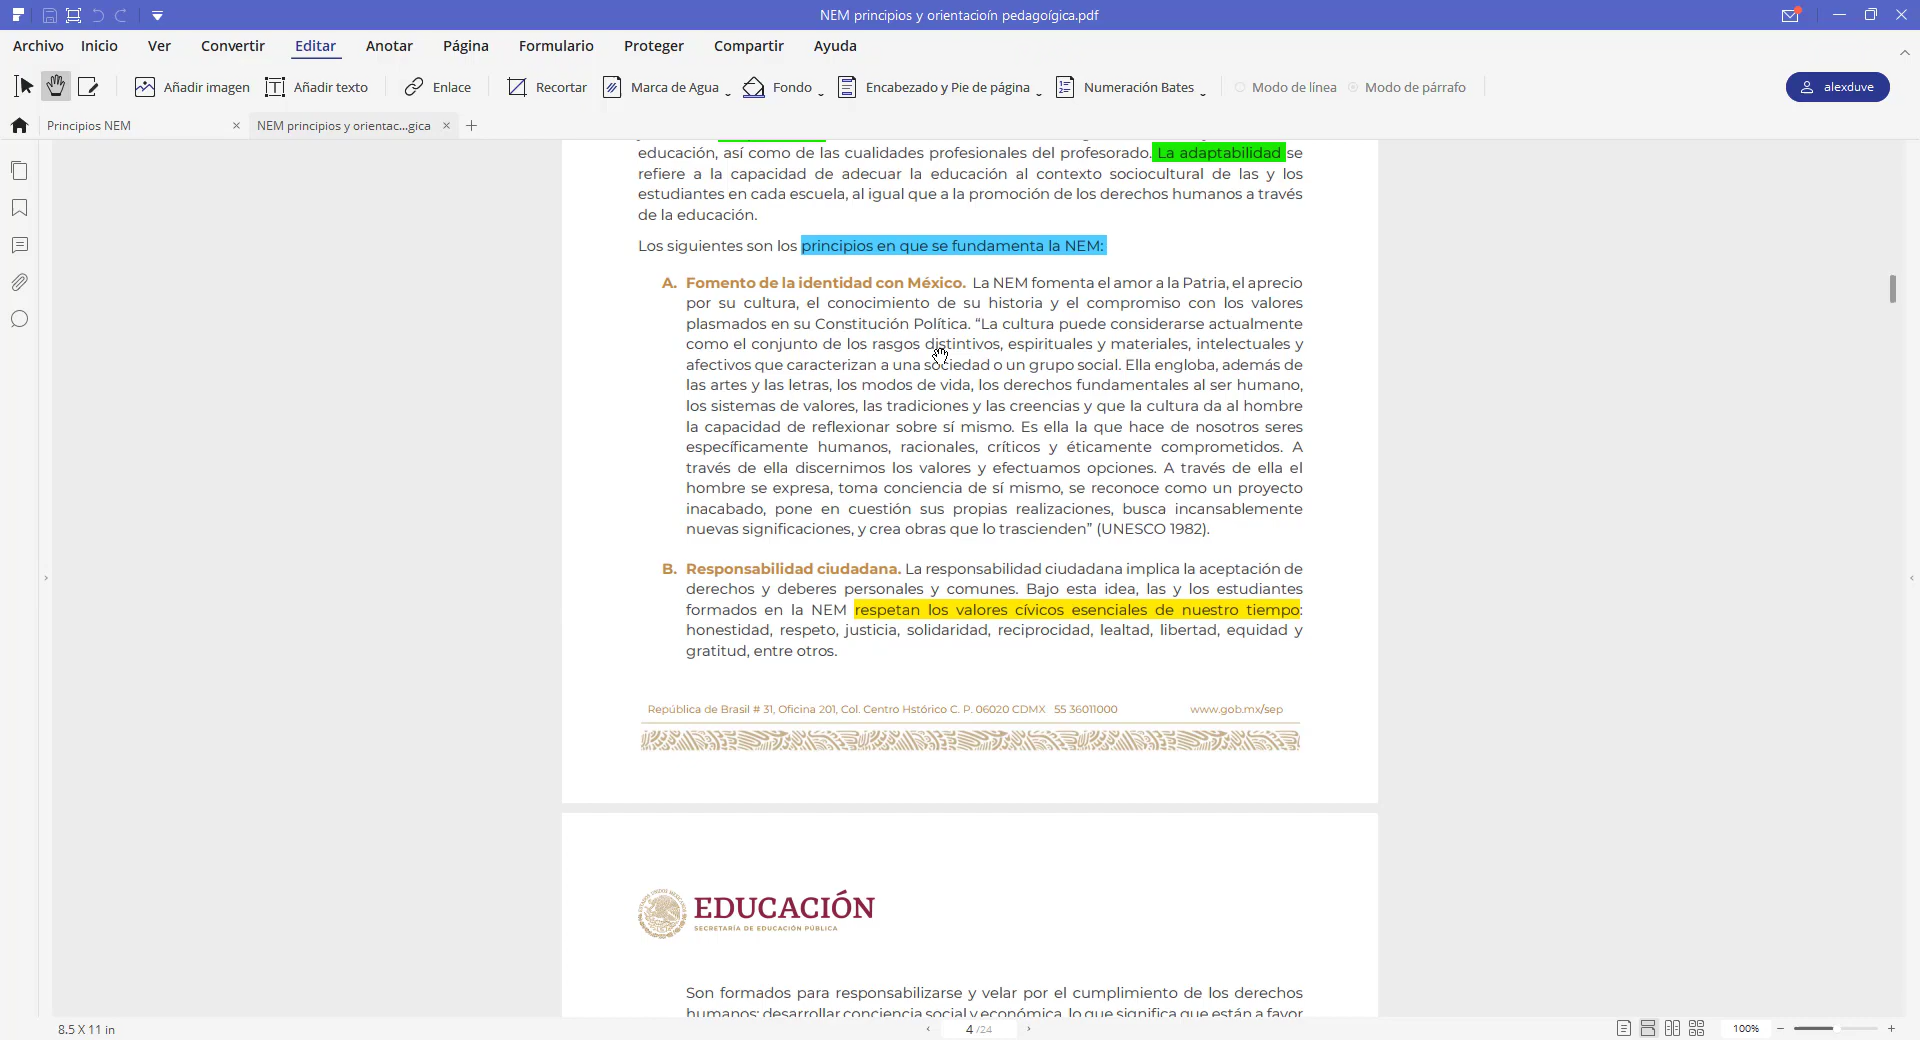 NEM principios y orientacioín pedagoígica.pdf
Archivo Inicio Ver Convertir Editar Anotar Página Formulario Proteger Compartir Ayuda
Añadir imagen Añadir texto Enlace Recortar Marca de Agua Fondo Encabezado y Pie de página Numeración Bates Modo de línea Modo de párrafo alexduve
Principios NEM NEM principios y orientac...gica
educación, así como de las cualidades profesionales del profesorado. La adaptabilidad se
refiere a la capacidad de adecuar la educación al contexto sociocultural de las y los
estudiantes en cada escuela, al igual que a la promoción de los derechos humanos a través
de la educación.
Los siguientes son los principios en que se fundamenta la NEM:
A. Fomento de la identidad con México. La NEM fomenta el amor a la Patria, el aprecio
por su cultura, el conocimiento de su historia y el compromiso con los valores
plasmados en su Constitución Política. “La cultura puede considerarse actualmente
como el conjunto de los rasgos distintivos, espirituales y materiales, intelectuales y
afectivos que caracterizan a una sociedad o un grupo social. Ella engloba, además de
las artes y las letras, los modos de vida, los derechos fundamentales al ser humano,
los sistemas de valores, las tradiciones y las creencias y que la cultura da al hombre
la capacidad de reflexionar sobre sí mismo. Es ella la que hace de nosotros seres
específicamente humanos, racionales, críticos y éticamente comprometidos. A
través de ella discernimos los valores y efectuamos opciones. A través de ella el
hombre se expresa, toma conciencia de sí mismo, se reconoce como un proyecto
inacabado, pone en cuestión sus propias realizaciones, busca incansablemente
nuevas significaciones, y crea obras que lo trascienden” (UNESCO 1982).
B. Responsabilidad ciudadana. La responsabilidad ciudadana implica la aceptación de
derechos y deberes personales y comunes. Bajo esta idea, las y los estudiantes
formados en la NEM respetan los valores cívicos esenciales de nuestro tiempo:
honestidad, respeto, justicia, solidaridad, reciprocidad, lealtad, libertad, equidad y
gratitud, entre otros.
República de Brasil # 31, Oficina 201, Col. Centro Hstórico C. P. 06020 CDMX 55 36011000 www.gob.mx/sep
EDUCACIÓN
SECRETARÍA DE EDUCACIÓN PÚBLICA
Son formados para responsabilizarse y velar por el cumplimiento de los derechos
humanos; desarrollar conciencia social y económica, lo que significa que están a favor
8.5 X 11 in 4 /24 100%